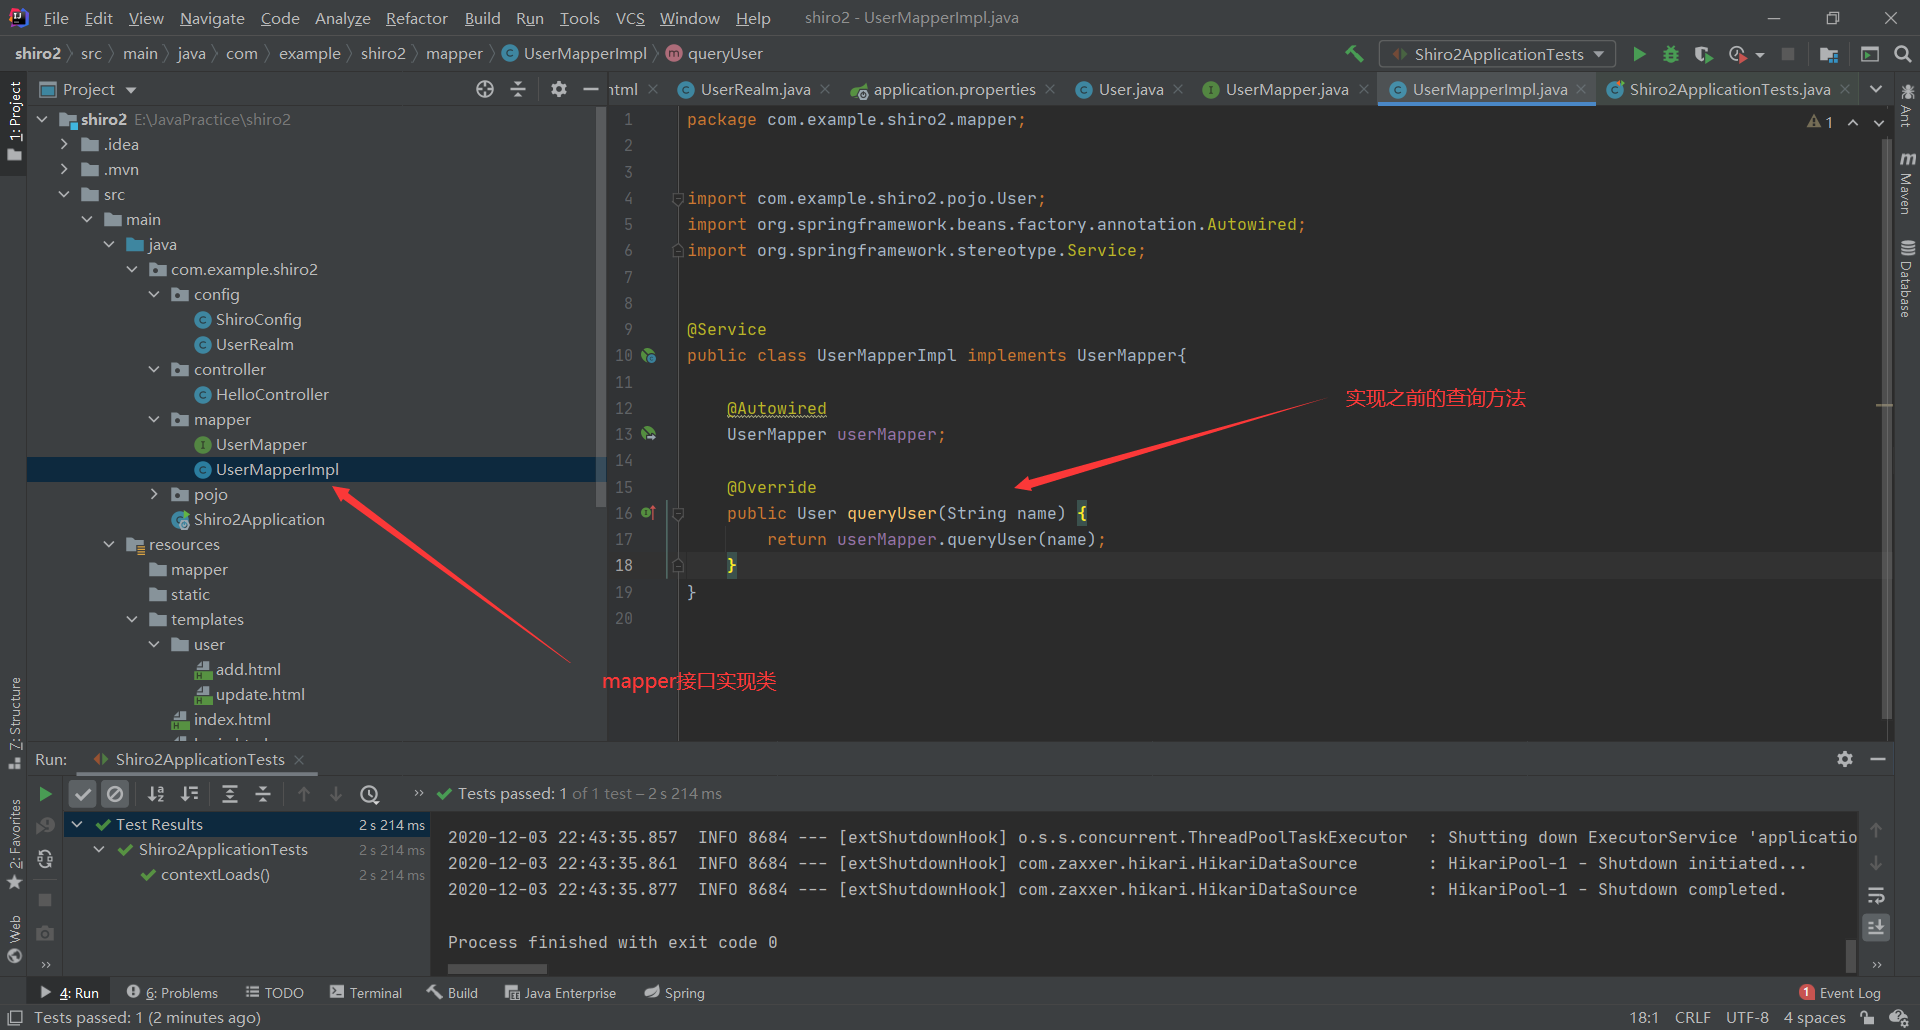 File Edit View Navigate Code Analyze Refactor Build Run Tools VCS Window Help shiro2 - UserMapperImpl.java
shiro2 src main java com example shiro2 mapper UserMapperImpl queryUser Shiro2ApplicationTests
Project
html UserRealm.java application.properties User.java UserMapper.java UserMapperImpl.java Shiro2ApplicationTests.java
1: Project
shiro2 E:\JavaPractice\shiro2
.idea
.mvn
src
main
java
com.example.shiro2
config
ShiroConfig
UserRealm
controller
HelloController
mapper
UserMapper
UserMapperImpl
pojo
Shiro2Application
resources
mapper
static
templates
user
add.html
update.html
index.html
7: Structure
2: Favorites
Web
1 package com.example.shiro2.mapper;
2
3
4 import com.example.shiro2.pojo.User;
5 import org.springframework.beans.factory.annotation.Autowired;
6 import org.springframework.stereotype.Service;
7
8
9 @Service
10 public class UserMapperImpl implements UserMapper{
11
12 @Autowired
13 UserMapper userMapper;
14
15 @Override
16 public User queryUser(String name) {
17 return userMapper.queryUser(name);
18 }
19 }
20
1
实现之前的查询方法
mapper接口实现类
Ant
Maven
Database
Run: Shiro2ApplicationTests
Tests passed: 1 of 1 test – 2 s 214 ms
Test Results 2 s 214 ms
Shiro2ApplicationTests 2 s 214 ms
contextLoads() 2 s 214 ms
2020-12-03 22:43:35.857 INFO 8684 --- [extShutdownHook] o.s.s.concurrent.ThreadPoolTaskExecutor : Shutting down ExecutorService 'applicatio
2020-12-03 22:43:35.861 INFO 8684 --- [extShutdownHook] com.zaxxer.hikari.HikariDataSource : HikariPool-1 - Shutdown initiated...
2020-12-03 22:43:35.877 INFO 8684 --- [extShutdownHook] com.zaxxer.hikari.HikariDataSource : HikariPool-1 - Shutdown completed.
Process finished with exit code 0
4: Run 6: Problems TODO Terminal Build Java Enterprise Spring 1 Event Log
Tests passed: 1 (2 minutes ago) 18:1 CRLF UTF-8 4 spaces